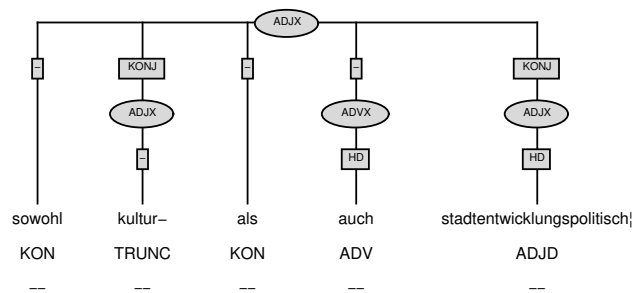 ADJX
– KONJ – – KONJ
ADJX ADVX ADJX
– HD HD
sowohl kultur– als auch stadtentwicklungspolitisch¦
KON TRUNC KON ADV ADJD
–– –– –– –– ––